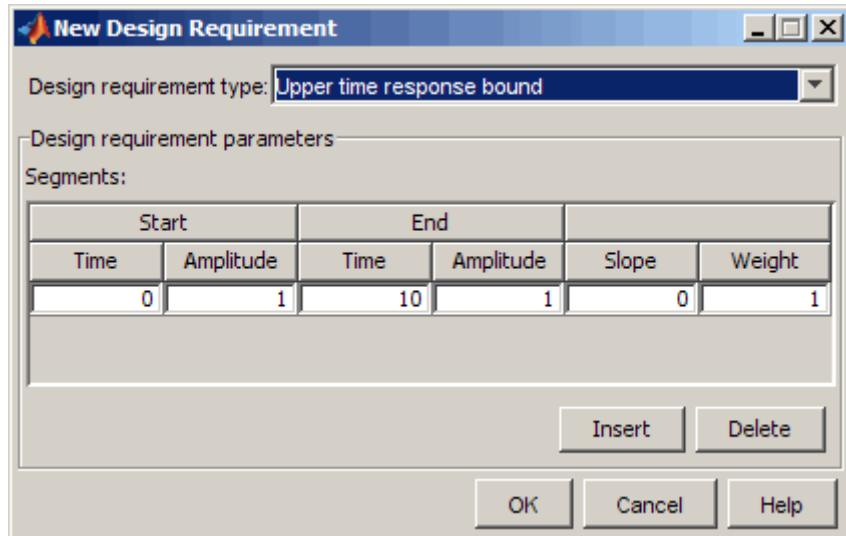 New Design Requirement
Design requirement type: Upper time response bound
Design requirement parameters
Segments:
Start End
Time Amplitude Time Amplitude Slope Weight
0 1 10 1 0 1
Insert Delete
OK Cancel Help